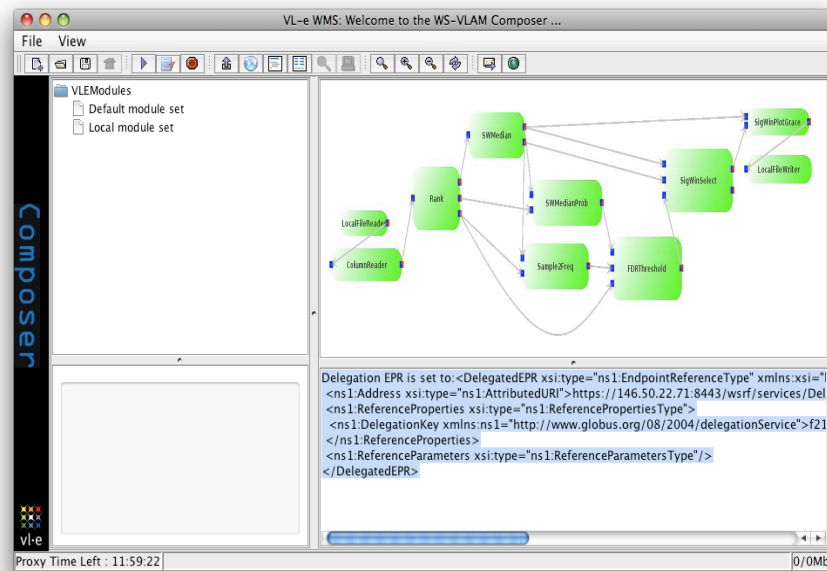 VL-e WMS: Welcome to the WS-VLAM Composer ...
File View
VLEModules
Default module set
Local module set
SWMedian
SigWinPlotGrace
SigWinSelect
LocalFileWriter
Rank
SWMedianProb
LocalFileReader
ColumnReader
Sample2Freq
FDRThreshold
Composer
Delegation EPR is set to:<DelegatedEPR xsi:type="ns1:EndpointReferenceType" xmlns:xsi="
<ns1:Address xsi:type="ns1:AttributedURI">https://146.50.22.71:8443/wsrf/services/Del
<ns1:ReferenceProperties xsi:type="ns1:ReferencePropertiesType">
<ns1:DelegationKey xmlns:ns1="http://www.globus.org/08/2004/delegationService">f21
</ns1:ReferenceProperties>
<ns1:ReferenceParameters xsi:type="ns1:ReferenceParametersType"/>
</DelegatedEPR>
vl·e
Proxy Time Left : 11:59:22
0/0Mb